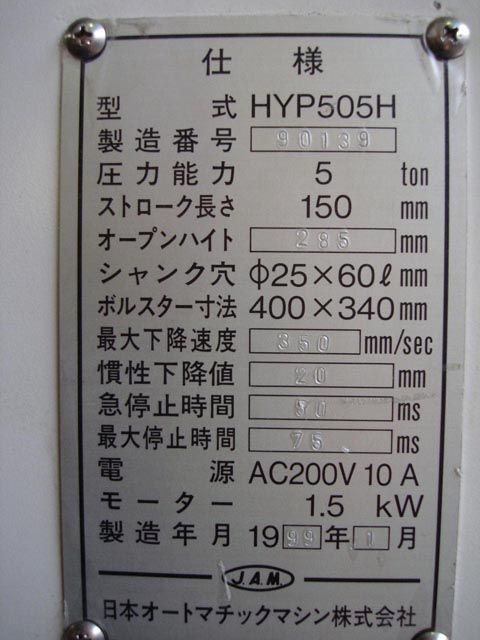 仕 様
型 式 HYP505H
製造番号 90139
圧力能力 5 ton
ストローク長さ 150 mm
オープンハイト 285 mm
シャンク穴 Φ25×60ℓ mm
ボルスター寸法 400×340mm
最大下降速度 350 mm/sec
慣性下降値 20 mm
急停止時間 50 ms
最大停止時間 75 ms
電 源 AC200V 10 A
モーター 1.5 kW
製造年月 1999年1月
J.A.M.
日本オートマチックマシン株式会社